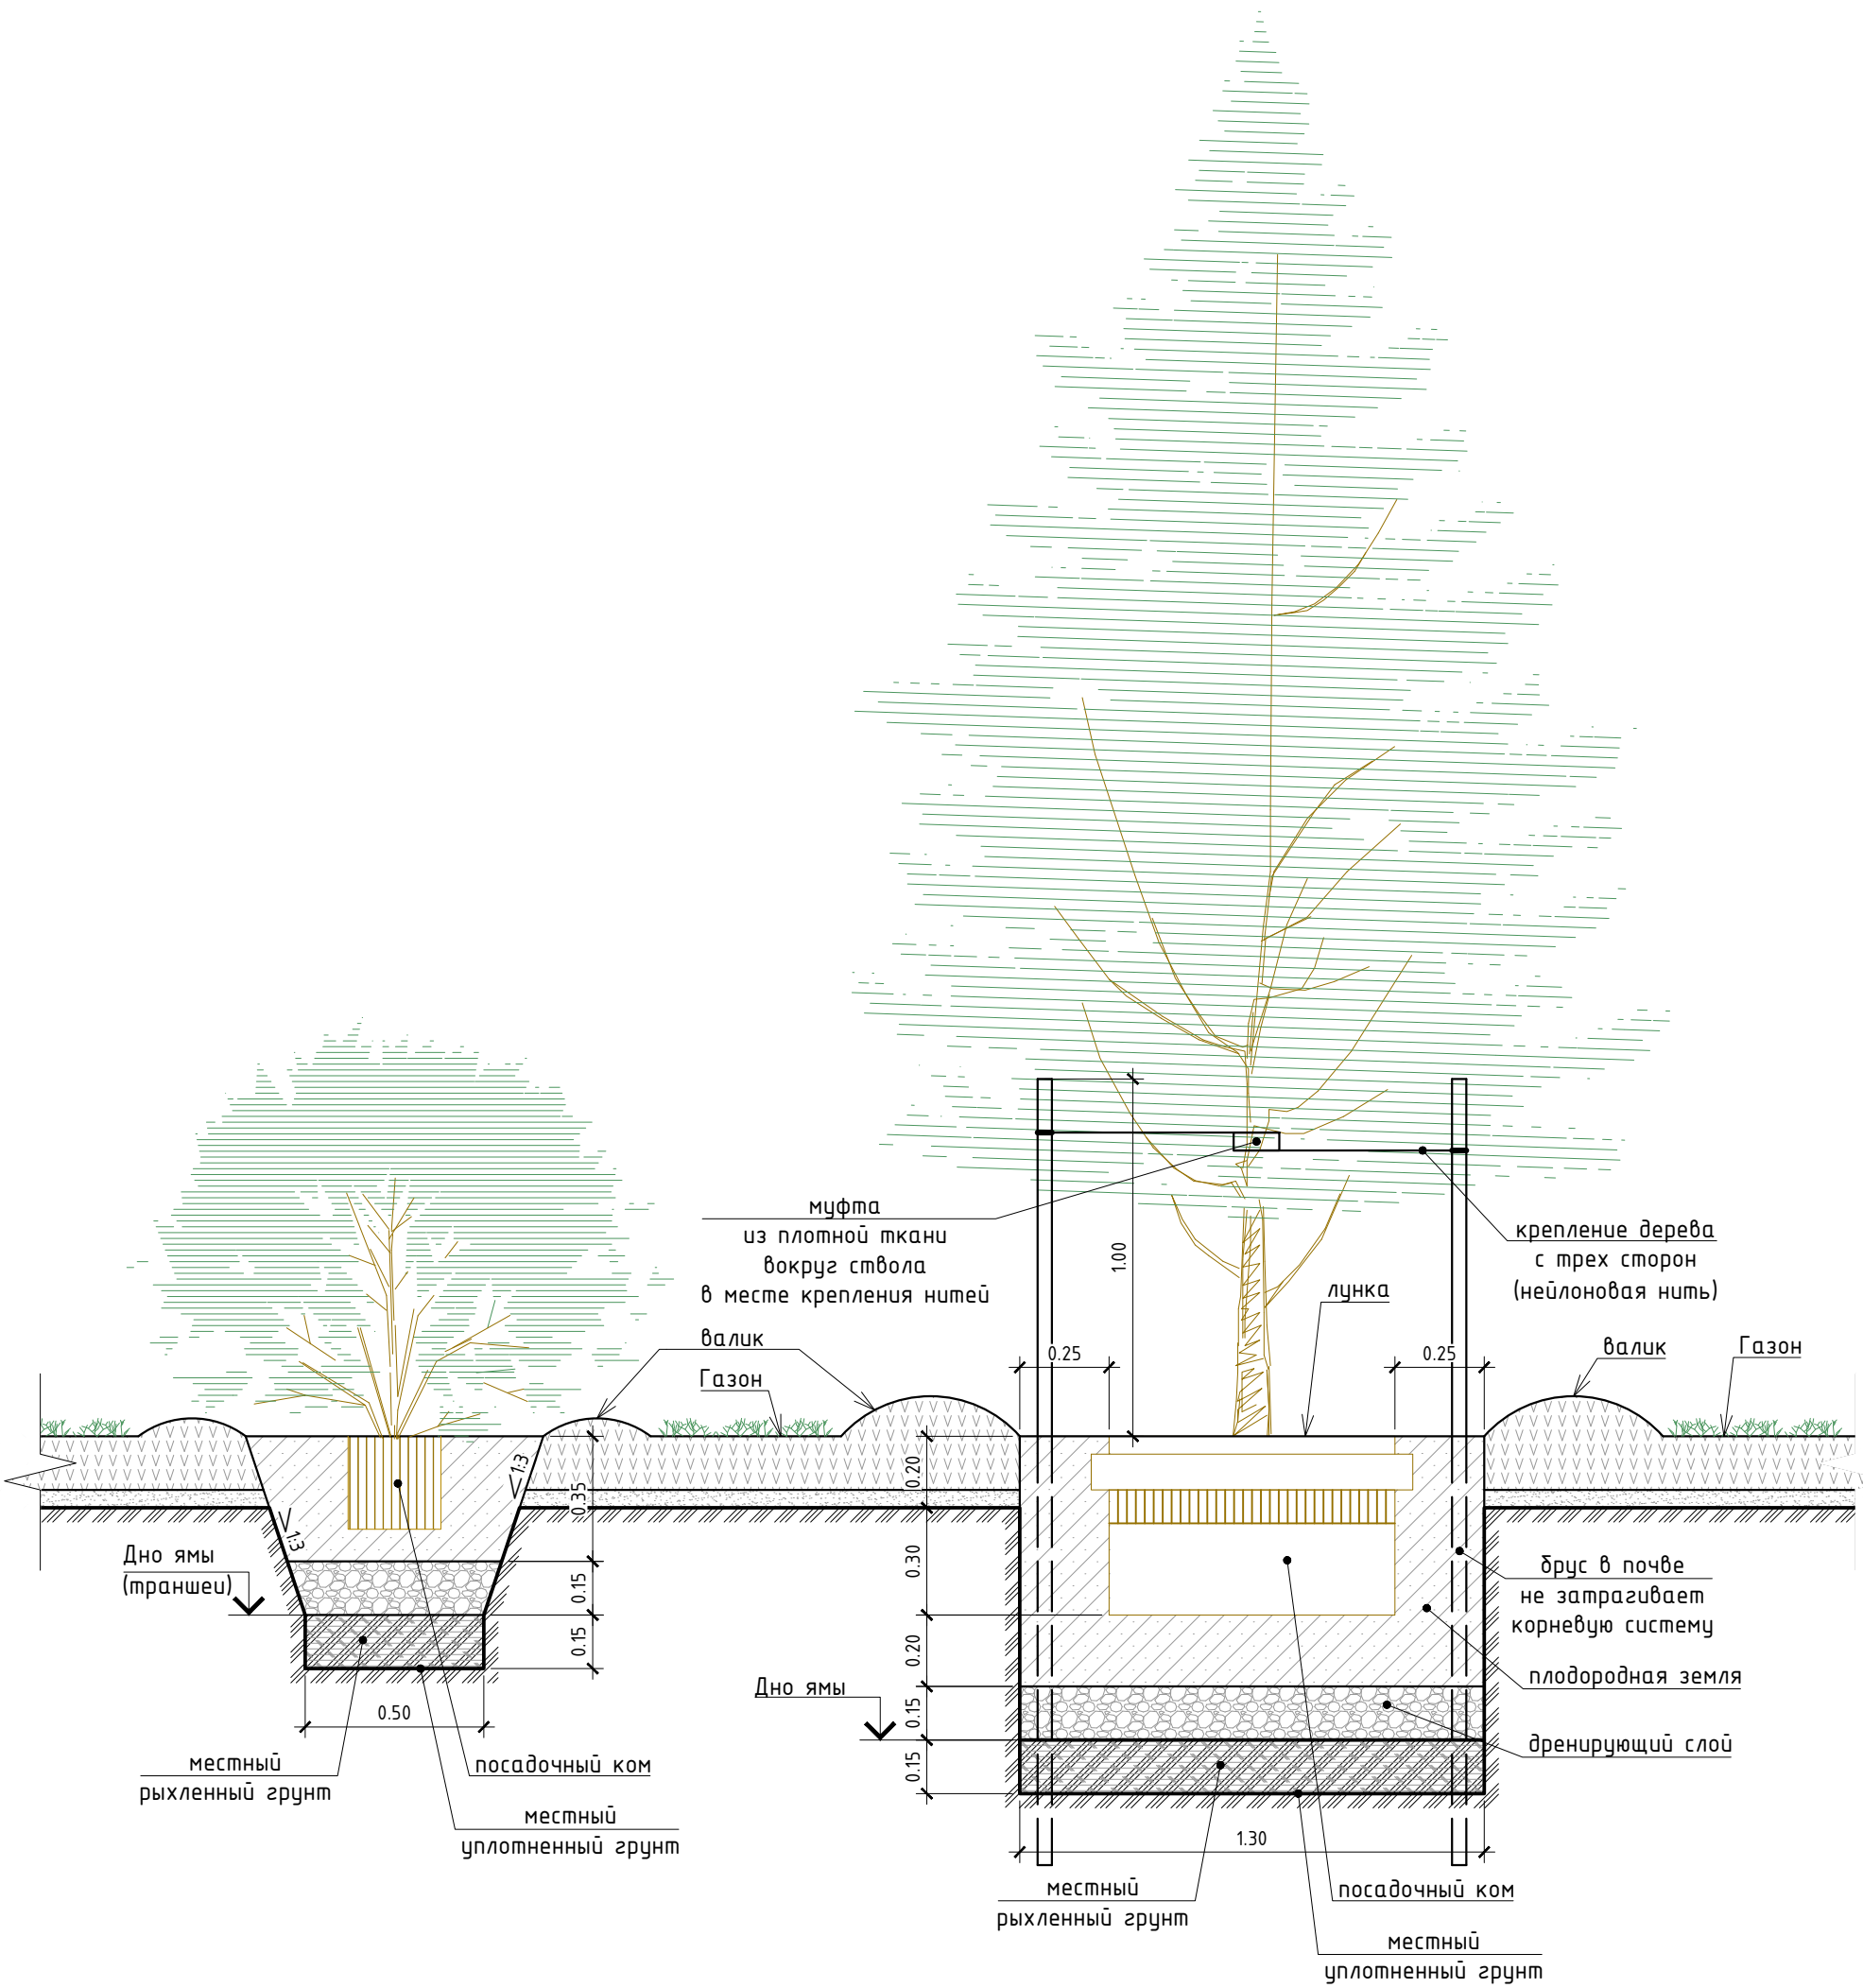 муфта
из плотной ткани
вокруг ствола
в месте крепления нитей
крепление дерева
с трех сторон
(нейлоновая нить)
1.00
лунка
валик
Газон
0.25
0.25
валик
Газон
0.20
0.35
1:3
1:3
Дно ямы
(траншеи)
0.15
0.15
0.50
0.30
0.20
0.15
0.15
брус в почве
не затрагивает
корневую систему
плодородная земля
Дно ямы
дренирующий слой
местный
рыхленный грунт
посадочный ком
местный
уплотненный грунт
1.30
местный
рыхленный грунт
посадочный ком
местный
уплотненный грунт